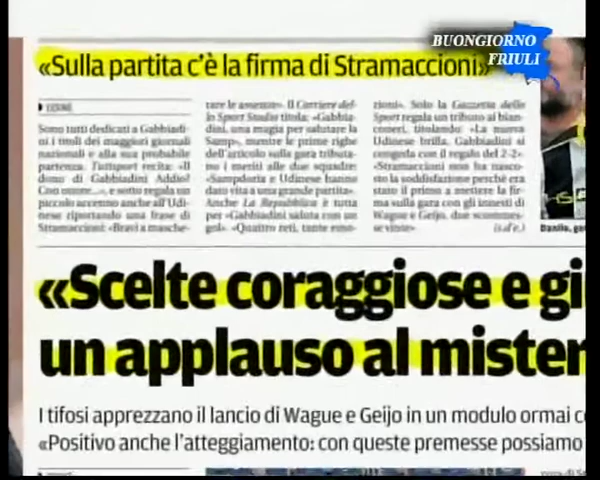 BUONGIORNO
FRIULI
«Sulla partita c'è la firma di Stramaccioni»
UDINE
Sono tutti dedicati a Gabbiadi-
ni i titoli dei maggiori giornali
nazionali e alla sua probabile
partenza. Tuttosport recita: «Il
dono di Gabbiadini Addio?
Con onore...», e sotto regala un
piccolo accenno anche all'Udi-
nese riportando una frase di
Stramaccioni: «Bravi a masche-
rare le assenze». Il Corriere del-
lo Sport Stadio titola: «Gabbia-
dini, una magia per salutare la
Samp», mentre le prime righe
dell'articolo sulla gara tributa-
no i meriti alle due squadre:
«Sampdoria e Udinese hanno
dato vita a una grande partita»
Anche La Repubblica è tutta
per «Gabbiadini saluta con un
gol». «Quattro reti, tante emo-
zioni». Solo la Gazzetta dello
Sport regala un tributo ai bian-
coneri, titolando: «La nuova
Udinese brilla. Gabbiadini si
congeda con il regalo del 2-2»
«Stramaccioni non ha nasco-
sto la soddisfazione perché era
stato il primo a mettere la fir-
ma sulla gara con gli innesti di
Wague e Geijo, due scommes-
se vinte»
Danilo, ga
«Scelte coraggiose e gi
un applauso al mister
I tifosi apprezzano il lancio di Wague e Geijo in un modulo ormai c
«Positivo anche l'atteggiamento: con queste premesse possiamo